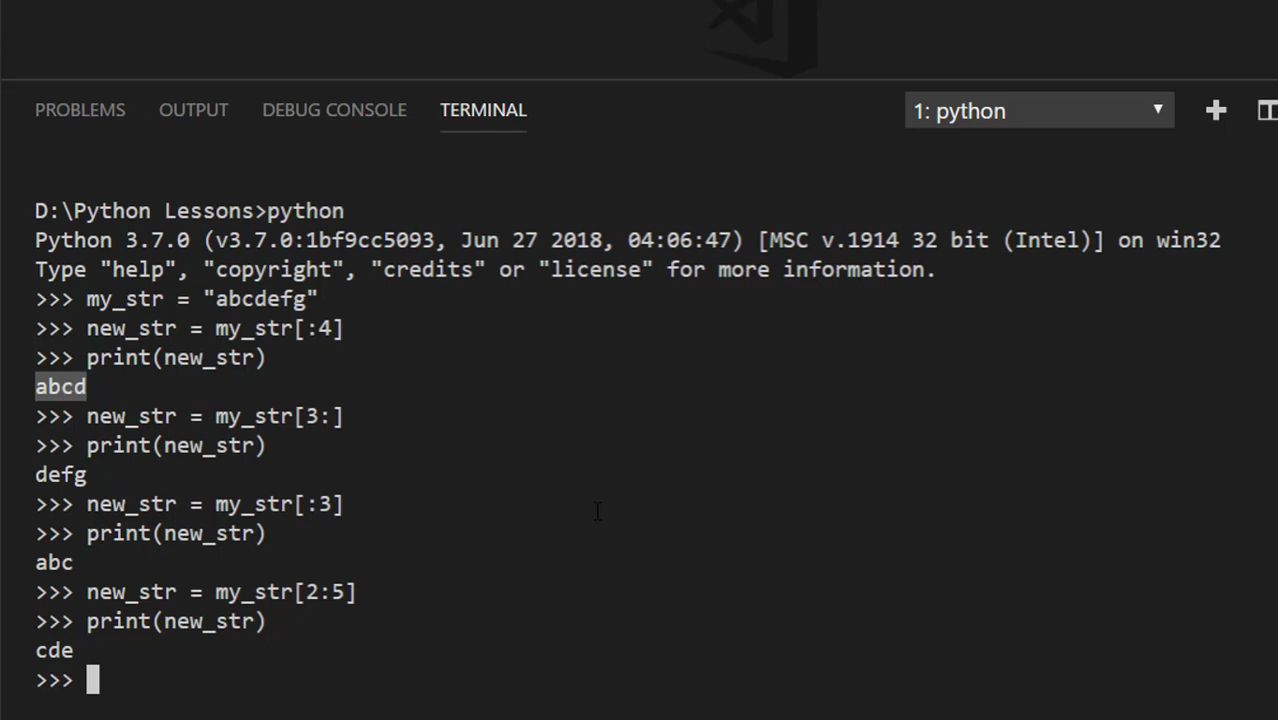 PROBLEMS OUTPUT DEBUG CONSOLE TERMINAL 1: python
D:\Python Lessons>python
Python 3.7.0 (v3.7.0:1bf9cc5093, Jun 27 2018, 04:06:47) [MSC v.1914 32 bit (Intel)] on win32
Type "help", "copyright", "credits" or "license" for more information.
>>> my_str = "abcdefg"
>>> new_str = my_str[:4]
>>> print(new_str)
abcd
>>> new_str = my_str[3:]
>>> print(new_str)
defg
>>> new_str = my_str[:3]
>>> print(new_str)
abc
>>> new_str = my_str[2:5]
>>> print(new_str)
cde
>>>